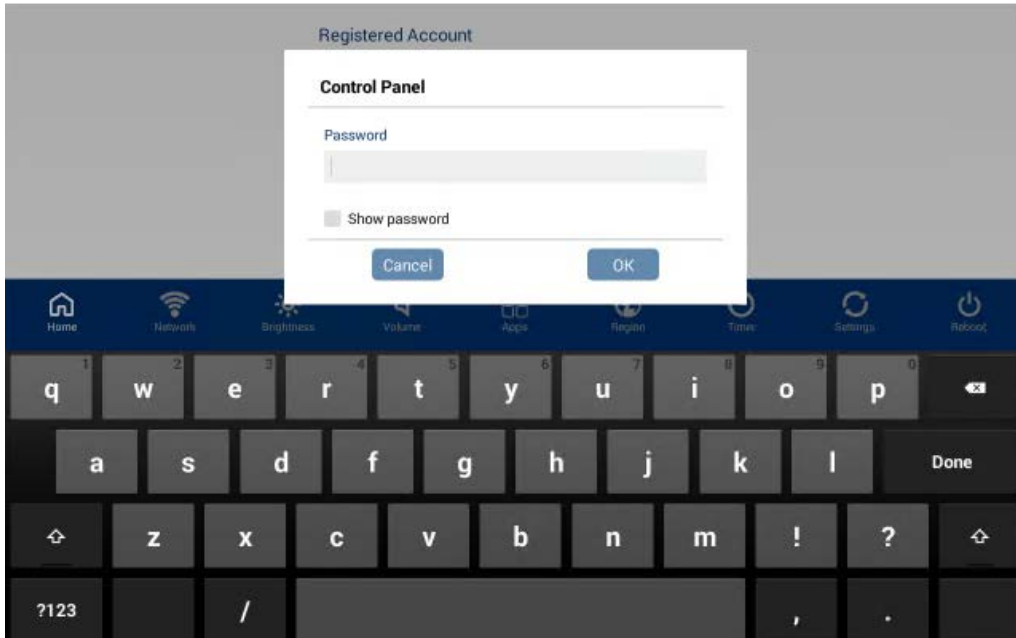 Registered Account
Control Panel
Password
Show password
Cancel OK
Home Network Brightness Volume Apps Region Timer Settings Reboot
1 2 3 4 5 6 7 8 9 0
q w e r t y u i o p
a s d f g h j k l Done
z x c v b n m ! ?
?123 / , .